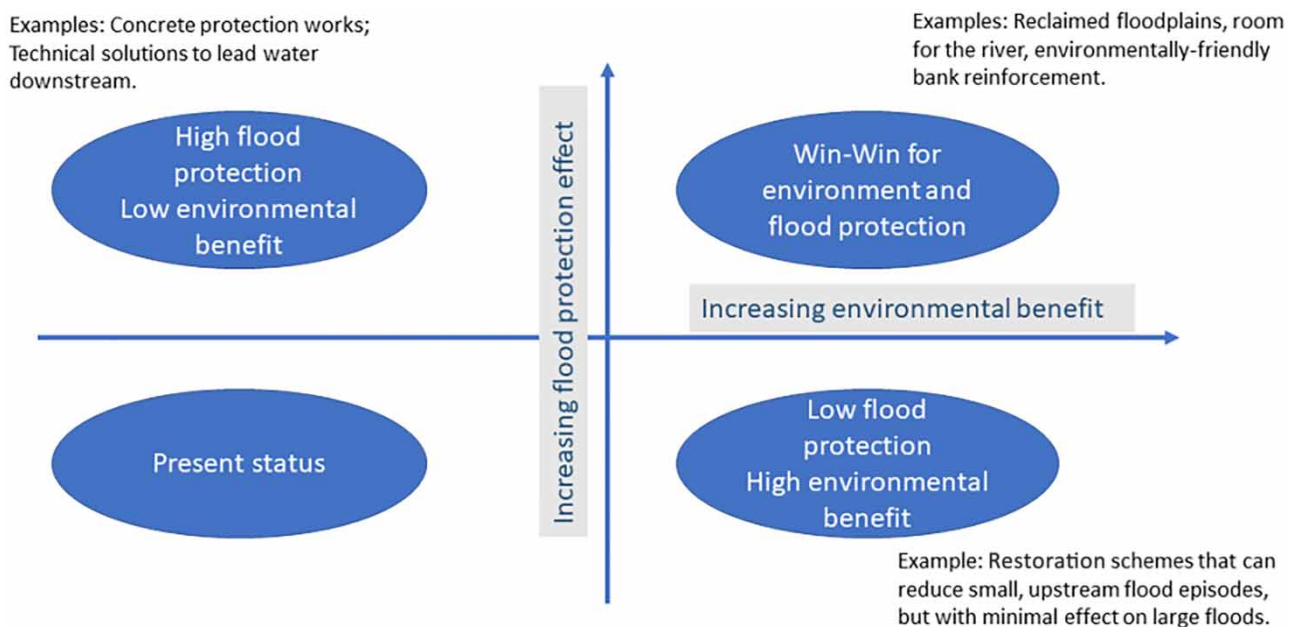 Examples: Concrete protection works;
Technical solutions to lead water
downstream.
Examples: Reclaimed floodplains, room
for the river, environmentally-friendly
bank reinforcement.
High flood
protection
Low environmental
benefit
Increasing flood protection effect
Win-Win for
environment and
flood protection
Increasing environmental benefit
Present status
Low flood
protection
High environmental
benefit
Example: Restoration schemes that can
reduce small, upstream flood episodes,
but with minimal effect on large floods.